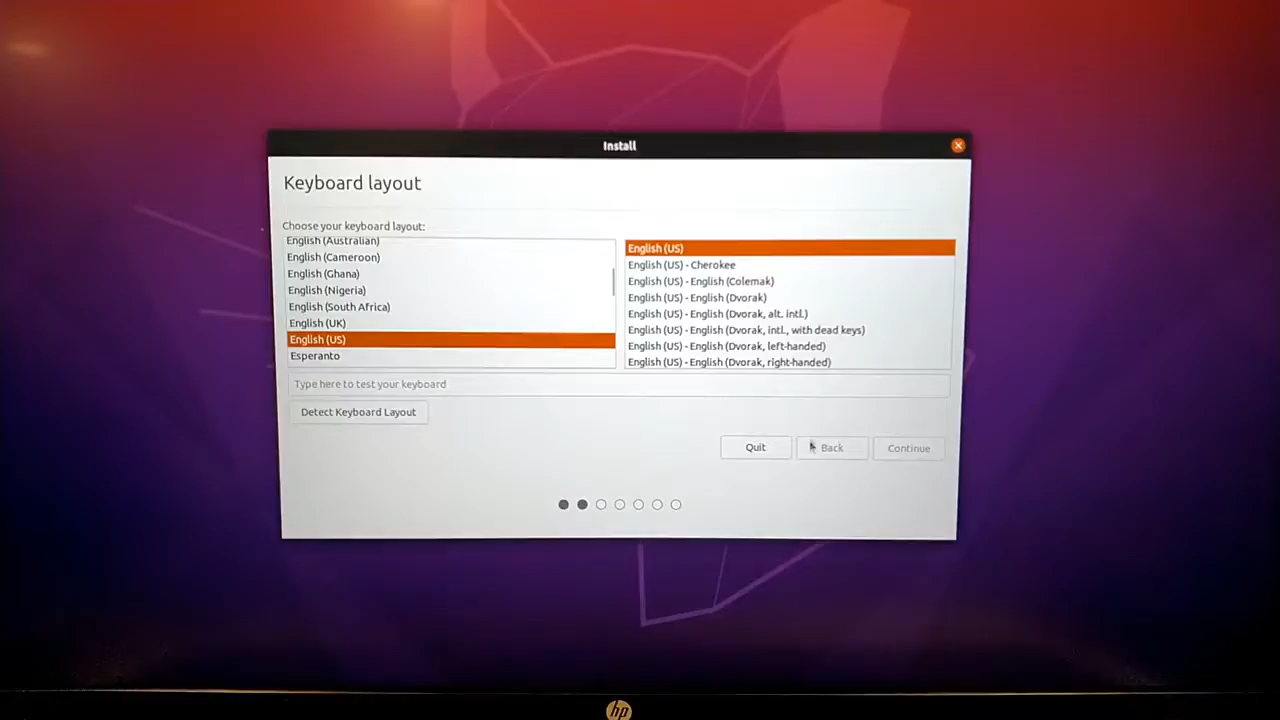 Install
Keyboard layout
Choose your keyboard layout:
English (Australian)
English (Cameroon)
English (Ghana)
English (Nigeria)
English (South Africa)
English (UK)
English (US)
Esperanto
English (US)
English (US) - Cherokee
English (US) - English (Colemak)
English (US) - English (Dvorak)
English (US) - English (Dvorak, alt. intl.)
English (US) - English (Dvorak, intl., with dead keys)
English (US) - English (Dvorak, left-handed)
English (US) - English (Dvorak, right-handed)
Type here to test your keyboard
Detect Keyboard Layout
Quit
Back
Continue
hp